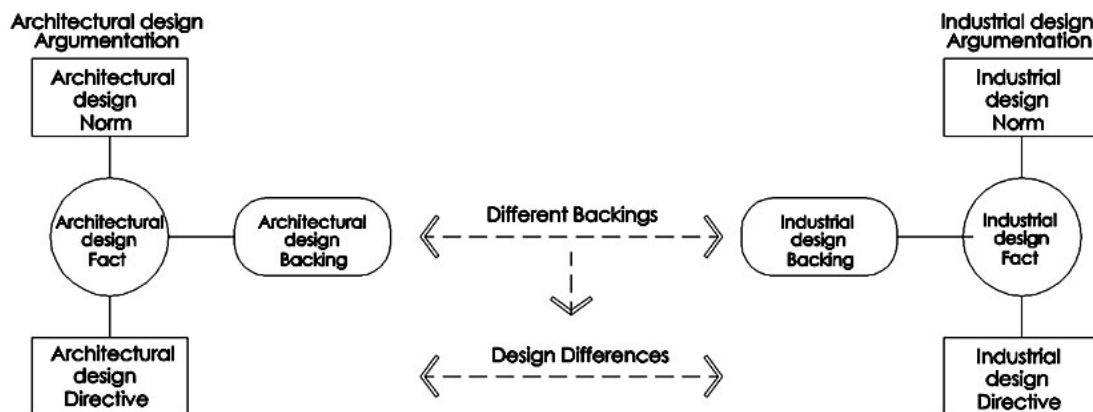 Architectural design
Argumentation
Architectural
design
Norm
Architectural
design
Fact
Architectural
design
Backing
Architectural
design
Directive
Different Backings
Design Differences
Industrial design
Argumentation
Industrial
design
Norm
Industrial
design
Backing
Industrial
design
Fact
Industrial
design
Directive